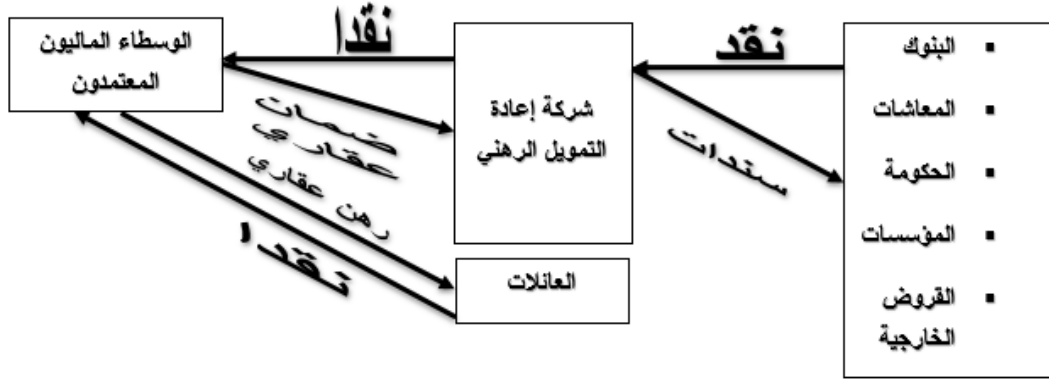 البنوك
المعاشات
الحكومة
المؤسسات
القروض
الخارجية
نقد
سندات
شركة إعادة
التمويل الرهني
نقدا
ضمات
عقاري
الوسطاء الماليون
المعتمدون
رهن عقاري
نقدا
العائلات